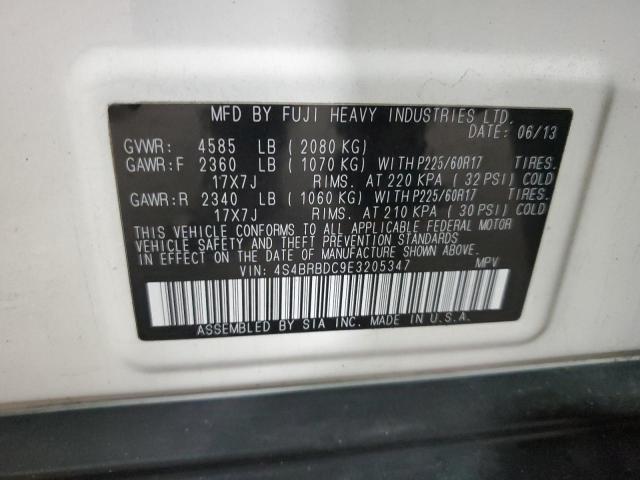 MFD BY FUJI HEAVY INDUSTRIES LTD.
DATE: 06/13
GVWR: 4585 LB (2080 KG)
GAWR:F 2360 LB (1070 KG) WITH P225/60R17 TIRES.
17X7J RIMS. AT 220 KPA (32 PSI) COLD
GAWR:R 2340 LB (1060 KG) WITH P225/60R17 TIRES.
17X7J RIMS. AT 210 KPA (30 PSI) COLD
THIS VEHICLE CONFORMS TO ALL APPLICABLE FEDERAL MOTOR
VEHICLE SAFETY AND THEFT PREVENTION STANDARDS
IN EFFECT ON THE DATE OF MANUFACTURE SHOWN ABOVE.
VIN: 4S4BRBDC9E3205347 MPV
ASSEMBLED BY SIA INC. MADE IN U.S.A.